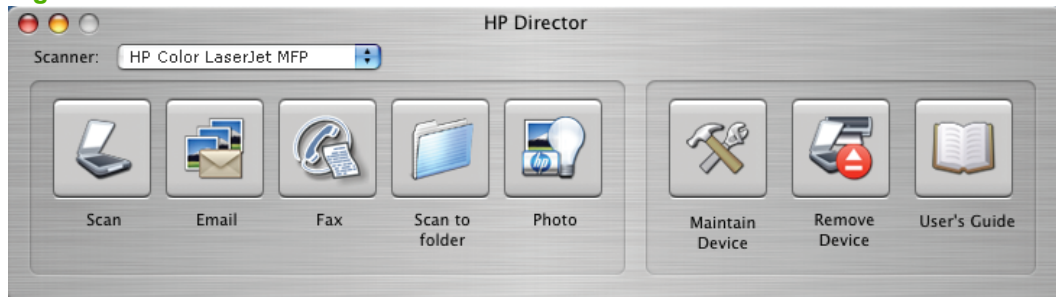 HP Director
Scanner: HP Color LaserJet MFP
hp
Scan Email Fax Scan to folder Photo Maintain Device Remove Device User's Guide